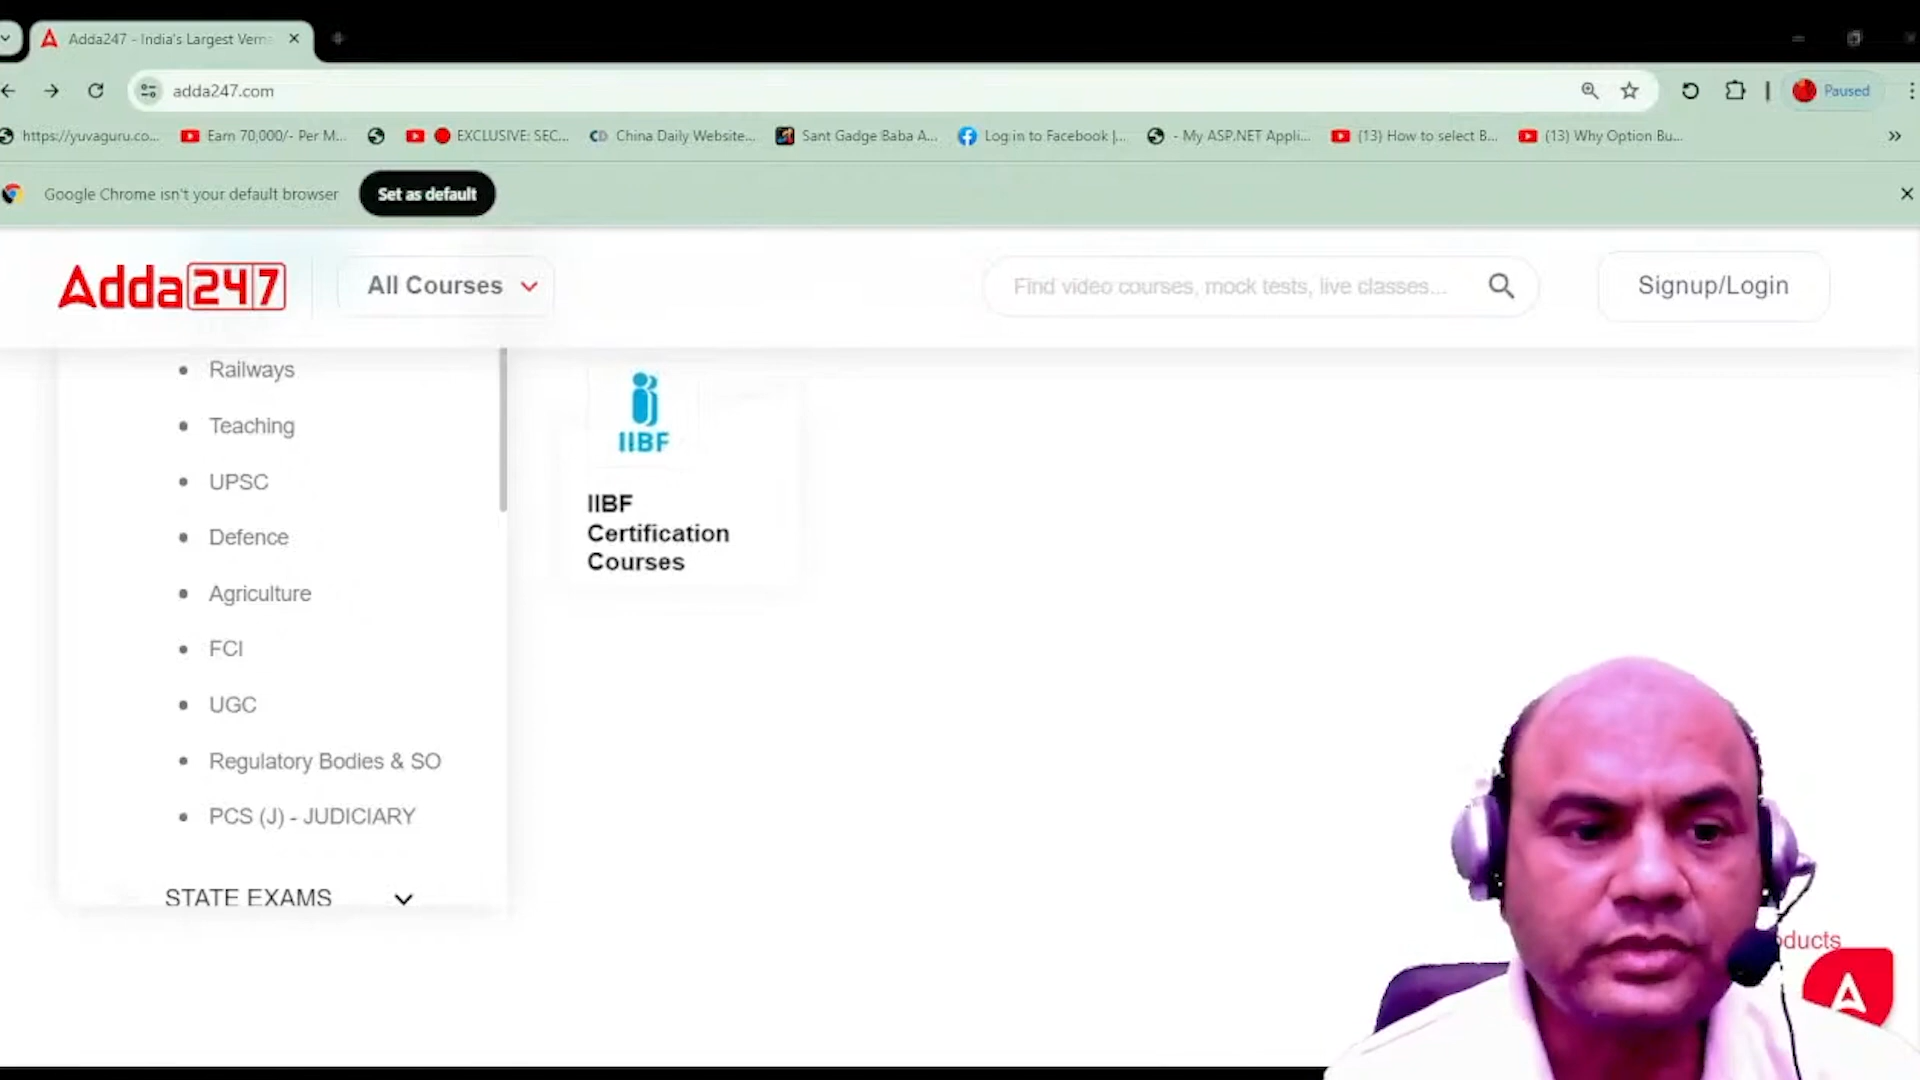 Adda247 - India's Largest Verna
adda247.com
Paused
https://yuvaguru.co...
Earn 70,000/- Per M...
EXCLUSIVE: SEC...
China Daily Website...
Sant Gadge Baba A...
Log in to Facebook |...
- My ASP.NET Appli...
(13) How to select B...
(13) Why Option Bu...
Google Chrome isn't your default browser
Set as default
Adda247
All Courses
Find video courses, mock tests, live classes...
Signup/Login
Railways
Teaching
UPSC
Defence
Agriculture
FCI
UGC
Regulatory Bodies & SO
PCS (J) - JUDICIARY
STATE EXAMS
IIBF
IIBF
Certification
Courses
oducts